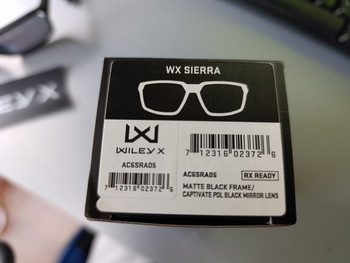 LEY X
WX SIERRA
WILEY X
AC6SRA05
7 12316 02372 6
7 12316 02372 6
AC6SRA05
RX READY
MATTE BLACK FRAME/
CAPTIVATE POL BLACK MIRROR LENS